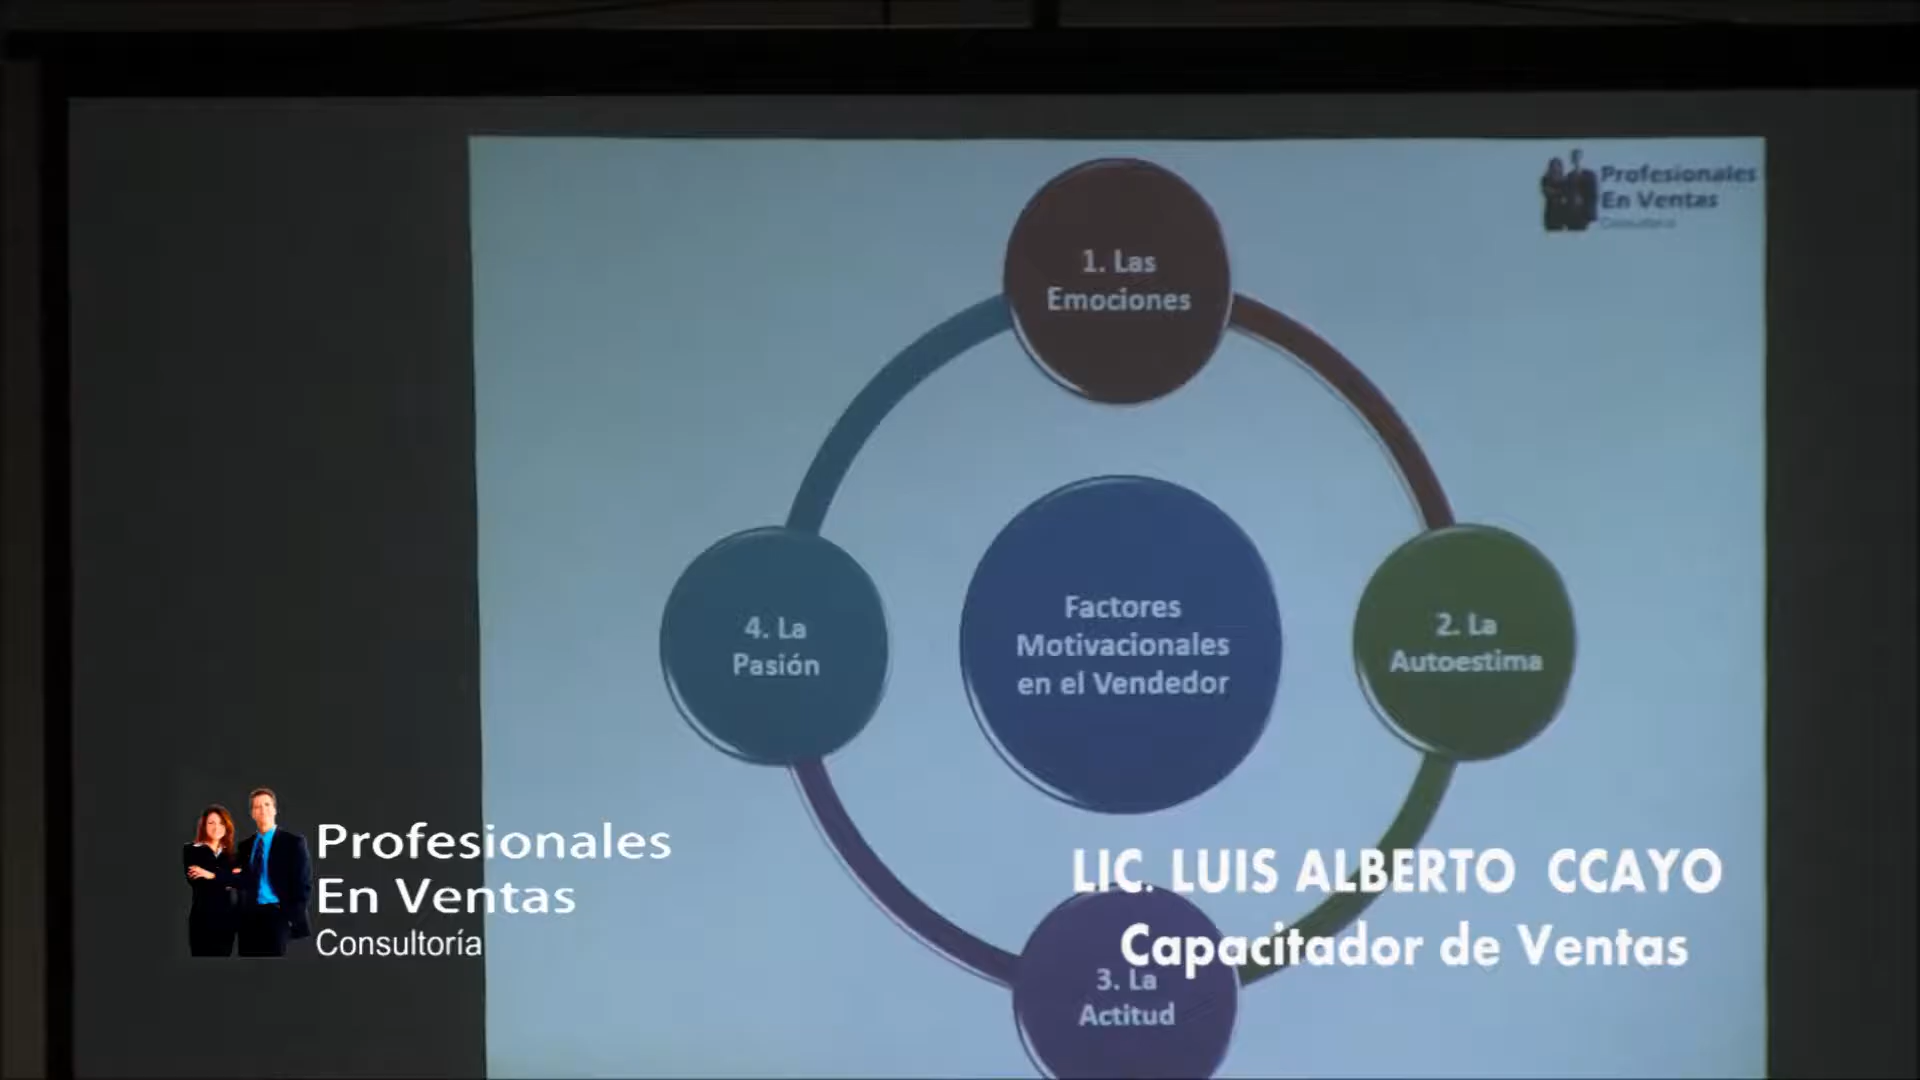 Profesionales
En Ventas
Consultoría
1. Las
Emociones
Factores
Motivacionales
en el Vendedor
4. La
Pasión
2. La
Autoestima
3. La
Actitud
Profesionales
En Ventas
Consultoría
LIC. LUIS ALBERTO CCAYO
Capacitador de Ventas